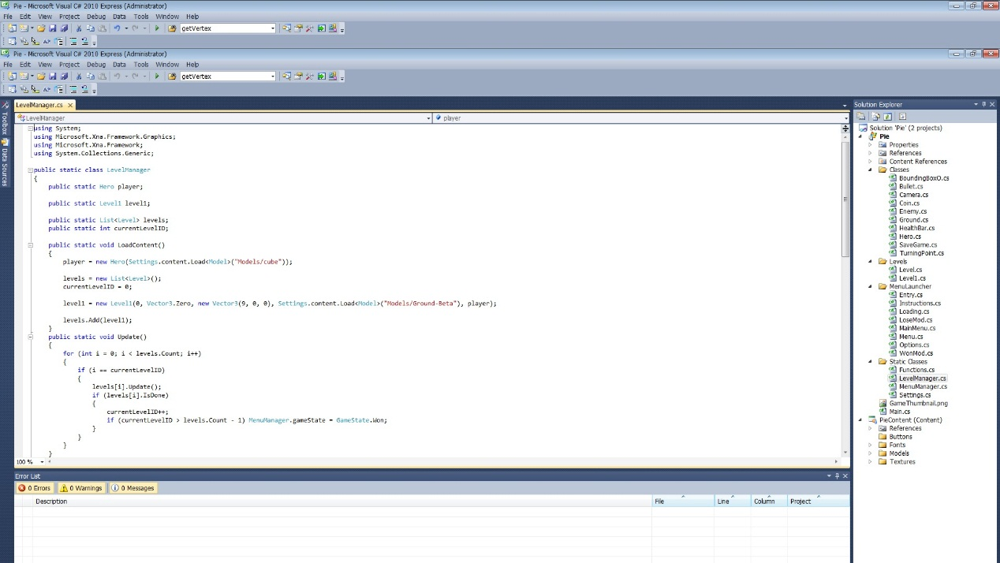 Pie - Microsoft Visual C# 2010 Express (Administrator)
File Edit View Project Debug Data Tools Window Help
getVertex
Pie - Microsoft Visual C# 2010 Express (Administrator)
File Edit View Project Debug Data Tools Window Help
getVertex
Toolbox
Data Sources
LevelManager.cs
LevelManager
player
using System;
using Microsoft.Xna.Framework.Graphics;
using Microsoft.Xna.Framework;
using System.Collections.Generic;
public static class LevelManager
{
public static Hero player;
public static Level1 level1;
public static List<Level> levels;
public static int currentLevelID;
public static void LoadContent()
{
player = new Hero(Settings.content.Load<Model>("Models/cube"));
levels = new List<Level>();
currentLevelID = 0;
level1 = new Level1(0, Vector3.Zero, new Vector3(9, 0, 0), Settings.content.Load<Model>("Models/Ground-Beta"), player);
levels.Add(level1);
}
public static void Update()
{
for (int i = 0; i < levels.Count; i++)
{
if (i == currentLevelID)
{
levels[i].Update();
if (levels[i].IsDone)
{
currentLevelID++;
if (currentLevelID > levels.Count - 1) MenuManager.gameState = GameState.Won;
}
}
}
}
100 %
Error List
0 Errors 0 Warnings 0 Messages
Description File Line Column Project
Solution Explorer
Solution 'Pie' (2 projects)
Pie
Properties
References
Content References
Classes
BoundingBoxO.cs
Bullet.cs
Camera.cs
Coin.cs
Enemy.cs
Ground.cs
HealthBar.cs
Hero.cs
SaveGame.cs
TurningPoint.cs
Levels
Level.cs
Level1.cs
MenuLauncher
Entry.cs
Instructions.cs
Loading.cs
LoseMod.cs
MainMenu.cs
Menu.cs
Options.cs
WonMod.cs
Static Classes
Functions.cs
LevelManager.cs
MenuManager.cs
Settings.cs
GameThumbnail.png
Main.cs
PieContent (Content)
References
Buttons
Fonts
Models
Textures